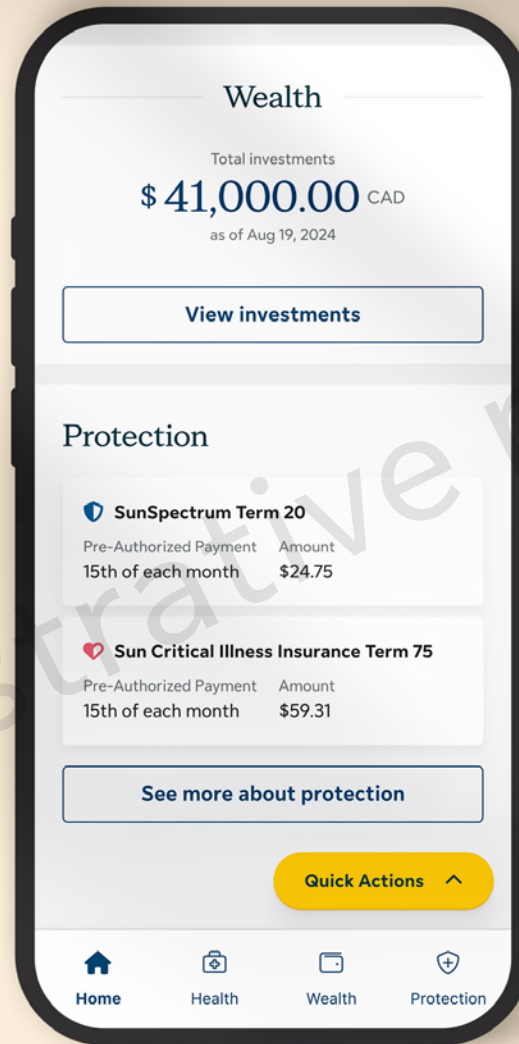 Wealth
Total investments
$ 41,000.00 CAD
as of Aug 19, 2024
View investments
Protection
SunSpectrum Term 20
Pre-Authorized Payment Amount
15th of each month $24.75
Sun Critical Illness Insurance Term 75
Pre-Authorized Payment Amount
15th of each month $59.31
See more about protection
Quick Actions
Home Health Wealth Protection